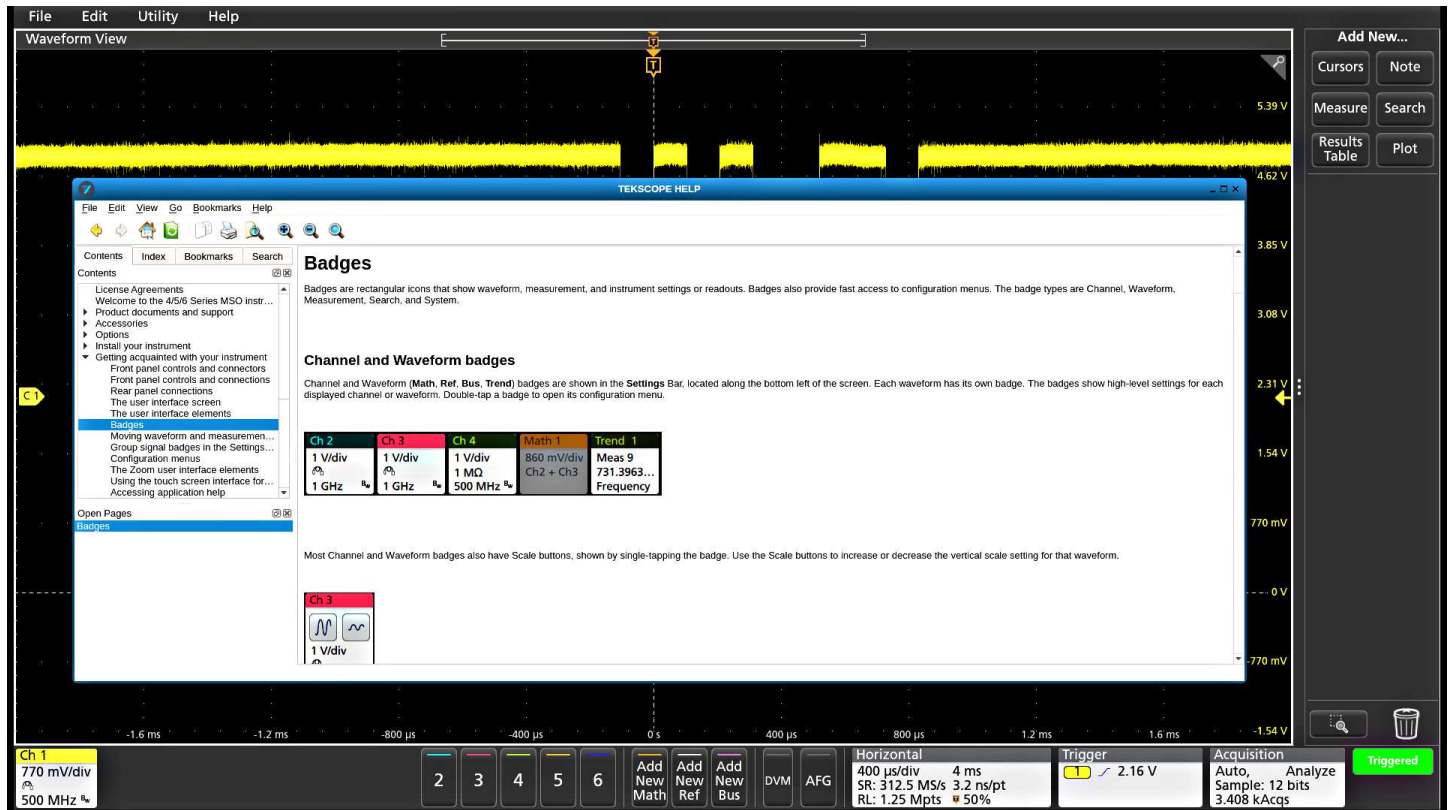 File Edit Utility Help
Waveform View
T
T
5.39 V
4.62 V
3.85 V
3.08 V
2.31 V
1.54 V
770 mV
0 V
-770 mV
-1.54 V
C 1
TEKSCOPE HELP
File Edit View Go Bookmarks Help
Contents Index Bookmarks Search
Contents
License Agreements
Welcome to the 4/5/6 Series MSO instr...
Product documents and support
Accessories
Options
Install your instrument
Getting acquainted with your instrument
Front panel controls and connectors
Front panel controls and connections
Rear panel connections
The user interface screen
The user interface elements
Badges
Moving waveform and measuremen...
Group signal badges in the Settings...
Configuration menus
The Zoom user interface elements
Using the touch screen interface for...
Accessing application help
Open Pages
Badges
Badges
Badges are rectangular icons that show waveform, measurement, and instrument settings or readouts. Badges also provide fast access to configuration menus. The badge types are Channel, Waveform,
Measurement, Search, and System.
Channel and Waveform badges
Channel and Waveform (Math, Ref, Bus, Trend) badges are shown in the Settings Bar, located along the bottom left of the screen. Each waveform has its own badge. The badges show high-level settings for each
displayed channel or waveform. Double-tap a badge to open its configuration menu.
Ch 2 Ch 3 Ch 4 Math 1 Trend 1
1 V/div 1 V/div 1 V/div 860 mV/div Meas 9
1 MΩ Ch2 + Ch3 731.3963...
1 GHz Bw 1 GHz Bw 500 MHz Bw Frequency
Most Channel and Waveform badges also have Scale buttons, shown by single-tapping the badge. Use the Scale buttons to increase or decrease the vertical scale setting for that waveform.
Ch 3
1 V/div
-1.6 ms -1.2 ms -800 µs -400 µs 0 s 400 µs 800 µs 1.2 ms 1.6 ms
Add New...
Cursors Note
Measure Search
Results Table Plot
Ch 1
770 mV/div
500 MHz Bw
2 3 4 5 6
Add New Math
Add New Ref
Add New Bus
DVM AFG
Horizontal
400 µs/div 4 ms
SR: 312.5 MS/s 3.2 ns/pt
RL: 1.25 Mpts 50%
Trigger
1 2.16 V
Acquisition
Auto, Analyze
Sample: 12 bits
3.408 kAcqs
Triggered